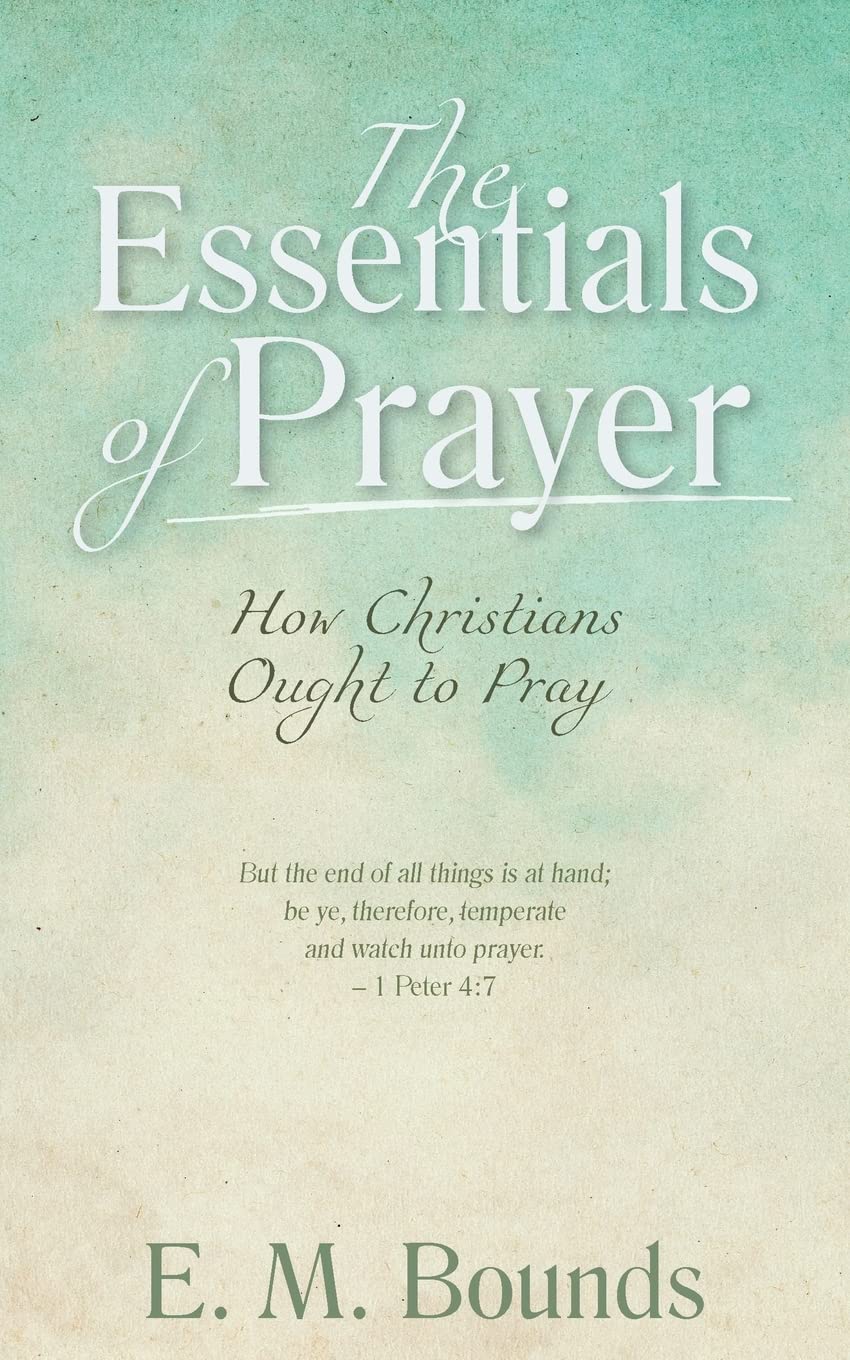 The
Essentials
of Prayer
How Christians
Ought to Pray
But the end of all things is at hand;
be ye, therefore, temperate
and watch unto prayer.
– 1 Peter 4:7
E. M. Bounds